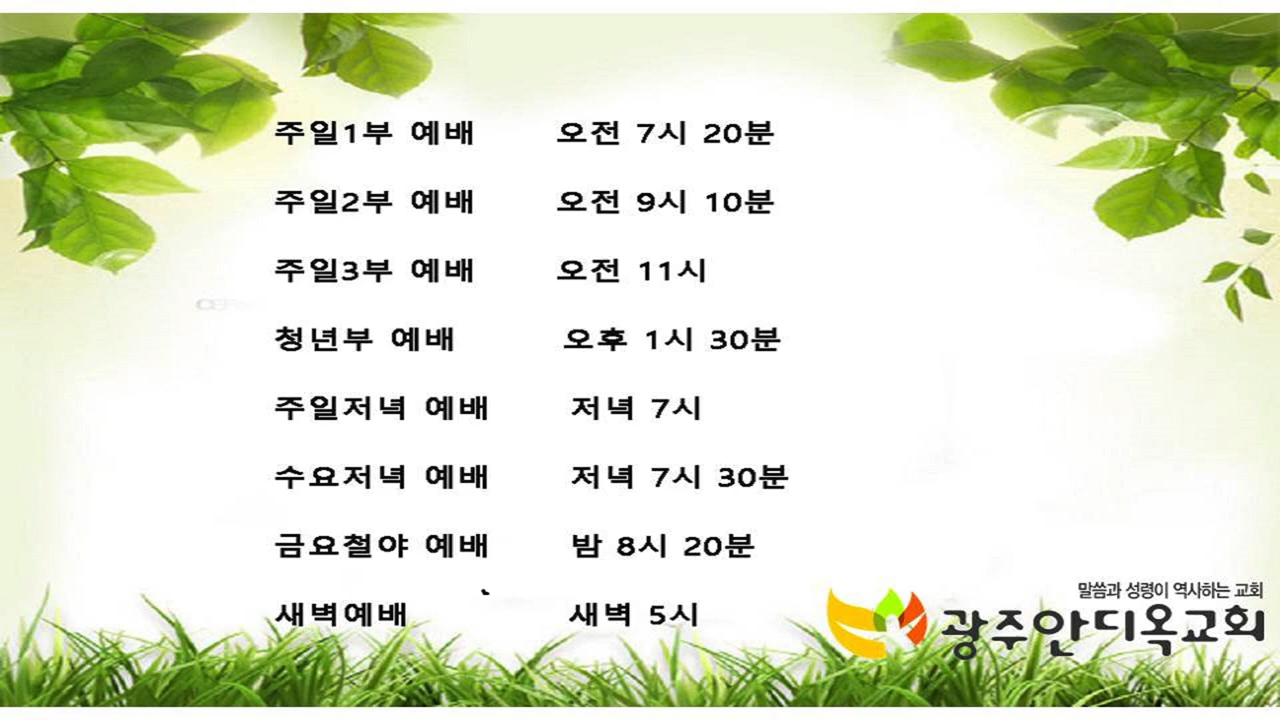 주일1부 예배 오전 7시 20분
주일2부 예배 오전 9시 10분
주일3부 예배 오전 11시
청년부 예배 오후 1시 30분
주일저녁 예배 저녁 7시
수요저녁 예배 저녁 7시 30분
금요철야 예배 밤 8시 20분
새벽예배 새벽 5시
말씀과 성령이 역사하는 교회
광주안디옥교회